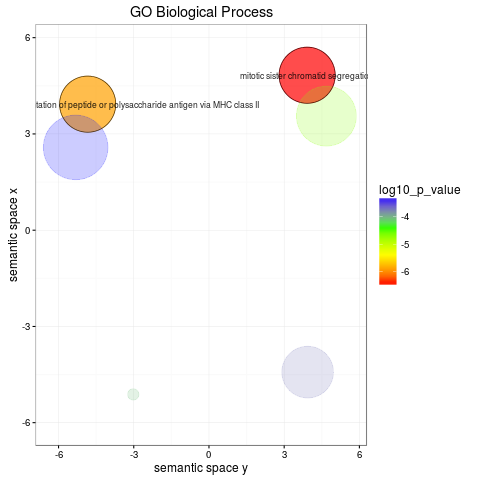 GO Biological Process
6
3
0
-3
-6
semantic space x
mitotic sister chromatid segregatio
tation of peptide or polysaccharide antigen via MHC class II
-6
-3
0
3
6
semantic space y
log10_p_value
-4
-5
-6